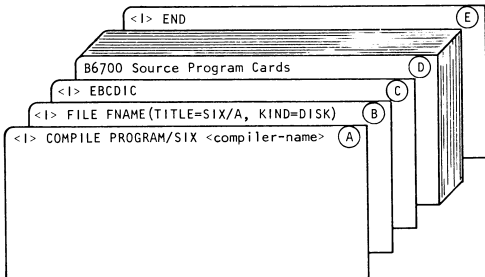 <I> END E
B6700 Source Program Cards D
<I> EBCDIC C
<I> FILE FNAME(TITLE=SIX/A, KIND=DISK) B
<I> COMPILE PROGRAM/SIX <compiler-name> A